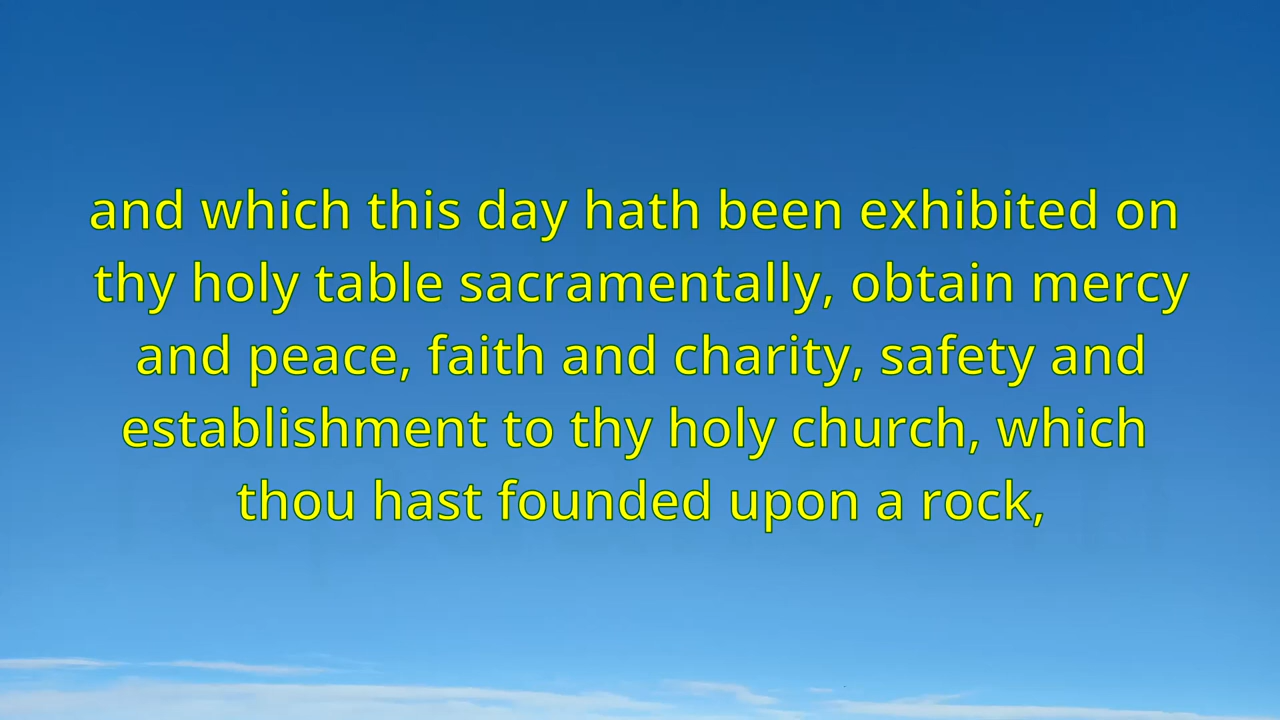 and which this day hath been exhibited on
thy holy table sacramentally, obtain mercy
and peace, faith and charity, safety and
establishment to thy holy church, which
thou hast founded upon a rock,